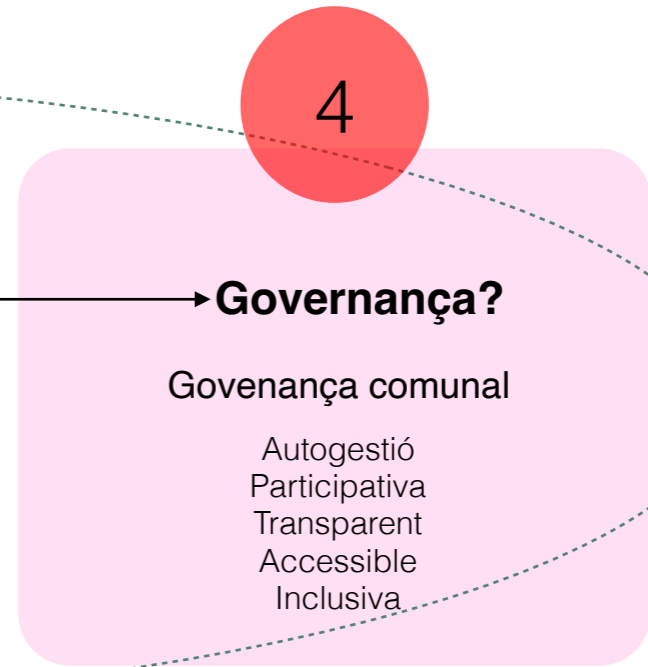 4
Governança?
Govenança comunal
Autogestió
Participativa
Transparent
Accessible
Inclusiva